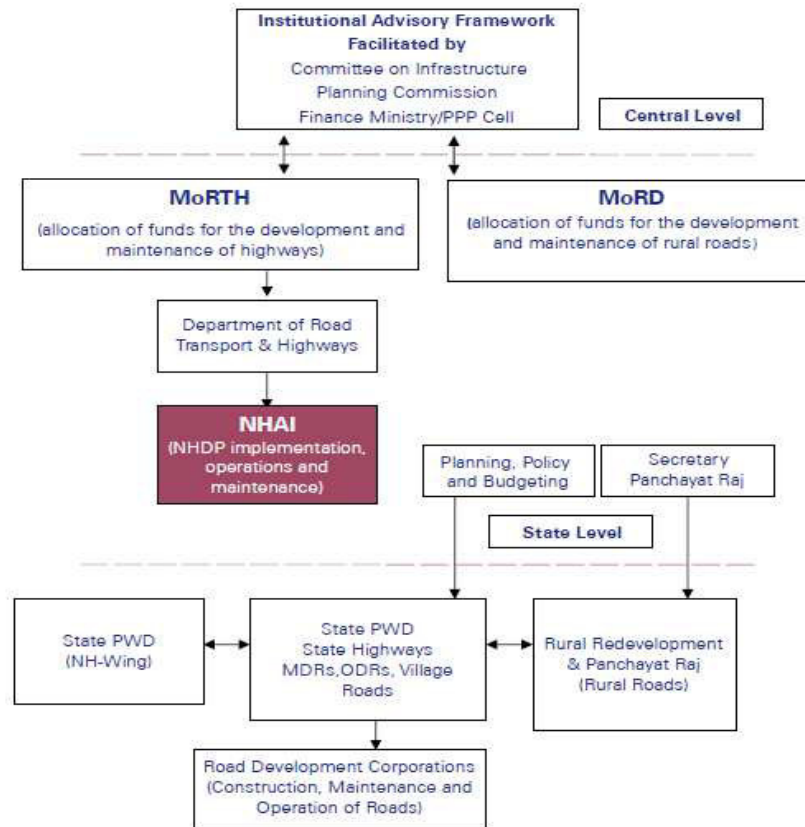 Institutional Advisory Framework
Facilitated by
Committee on Infrastructure
Planning Commission
Finance Ministry/PPP Cell
Central Level
MoRTH
(allocation of funds for the development and
maintenance of highways)
MoRD
(allocation of funds for the development
and maintenance of rural roads)
Department of Road
Transport & Highways
NHAI
(NHDP implementation,
operations and
maintenance)
Planning, Policy
and Budgeting
Secretary
Panchayat Raj
State Level
State PWD
(NH-Wing)
State PWD
State Highways
MDRs,ODRs, Village
Roads
Rural Redevelopment
& Panchayat Raj
(Rural Roads)
Road Development Corporations
(Construction, Maintenance and
Operation of Roads)